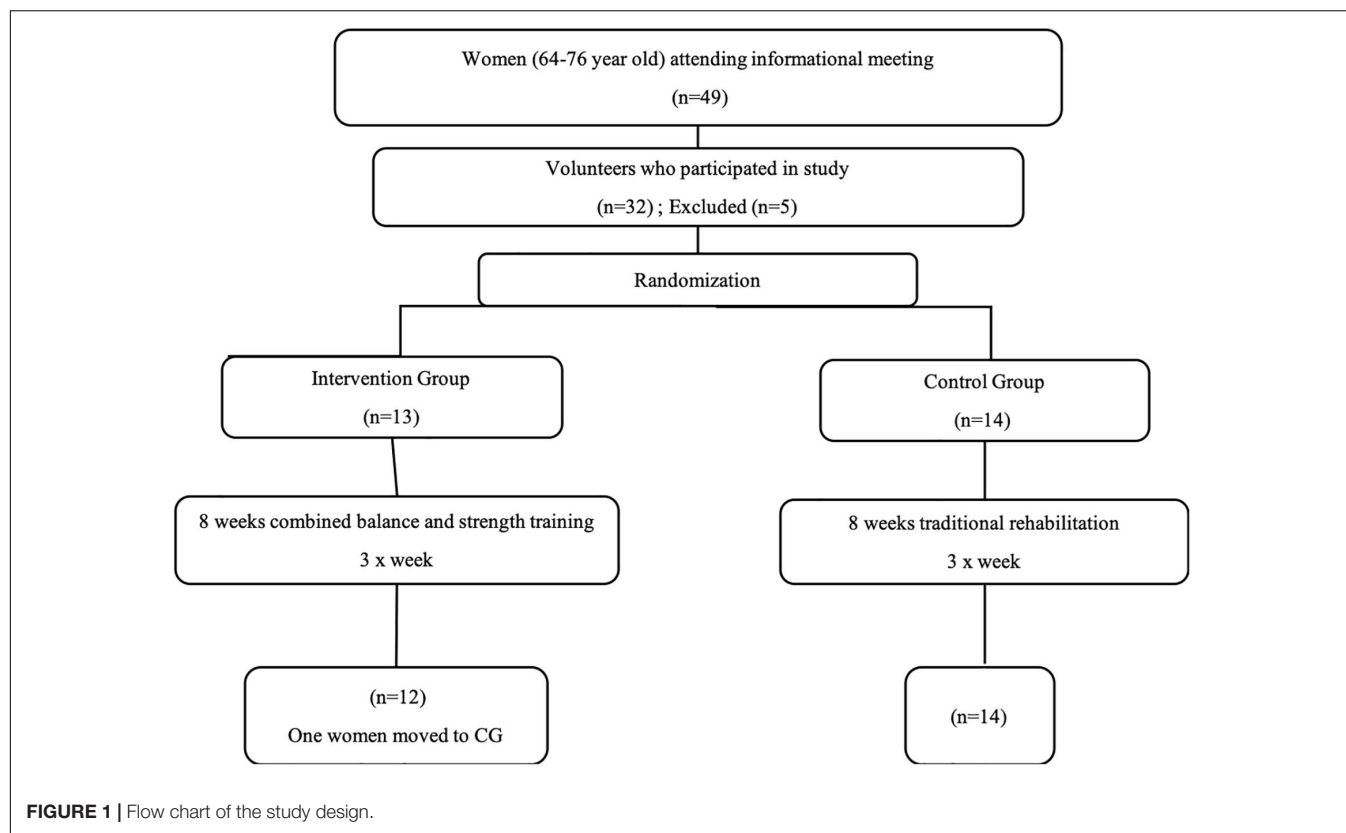 Women (64-76 year old) attending informational meeting
(n=49)
Volunteers who participated in study
(n=32) ; Excluded (n=5)
Randomization
Intervention Group
(n=13)
Control Group
(n=14)
8 weeks combined balance and strength training
3 x week
8 weeks traditional rehabilitation
3 x week
(n=12)
One women moved to CG
(n=14)
FIGURE 1 | Flow chart of the study design.